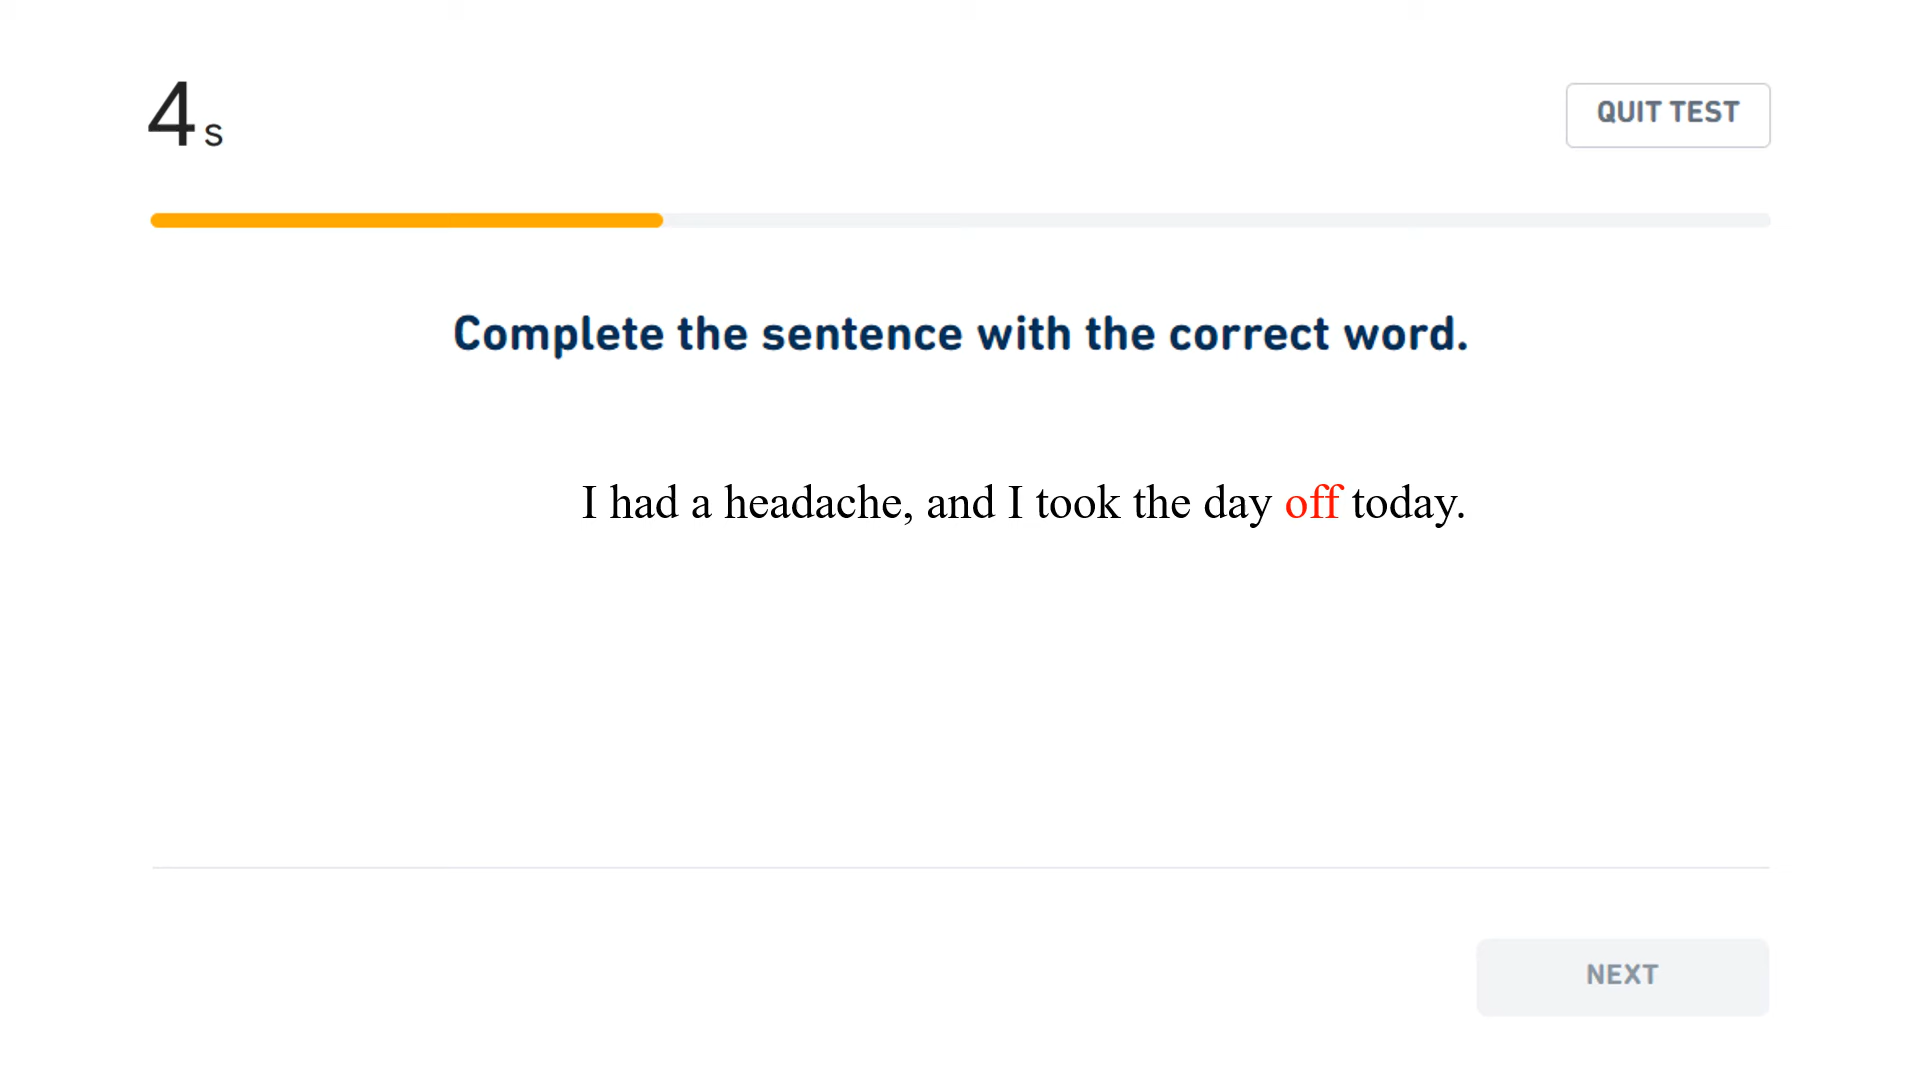 4 s
QUIT TEST
Complete the sentence with the correct word.
I had a headache, and I took the day off today.
NEXT